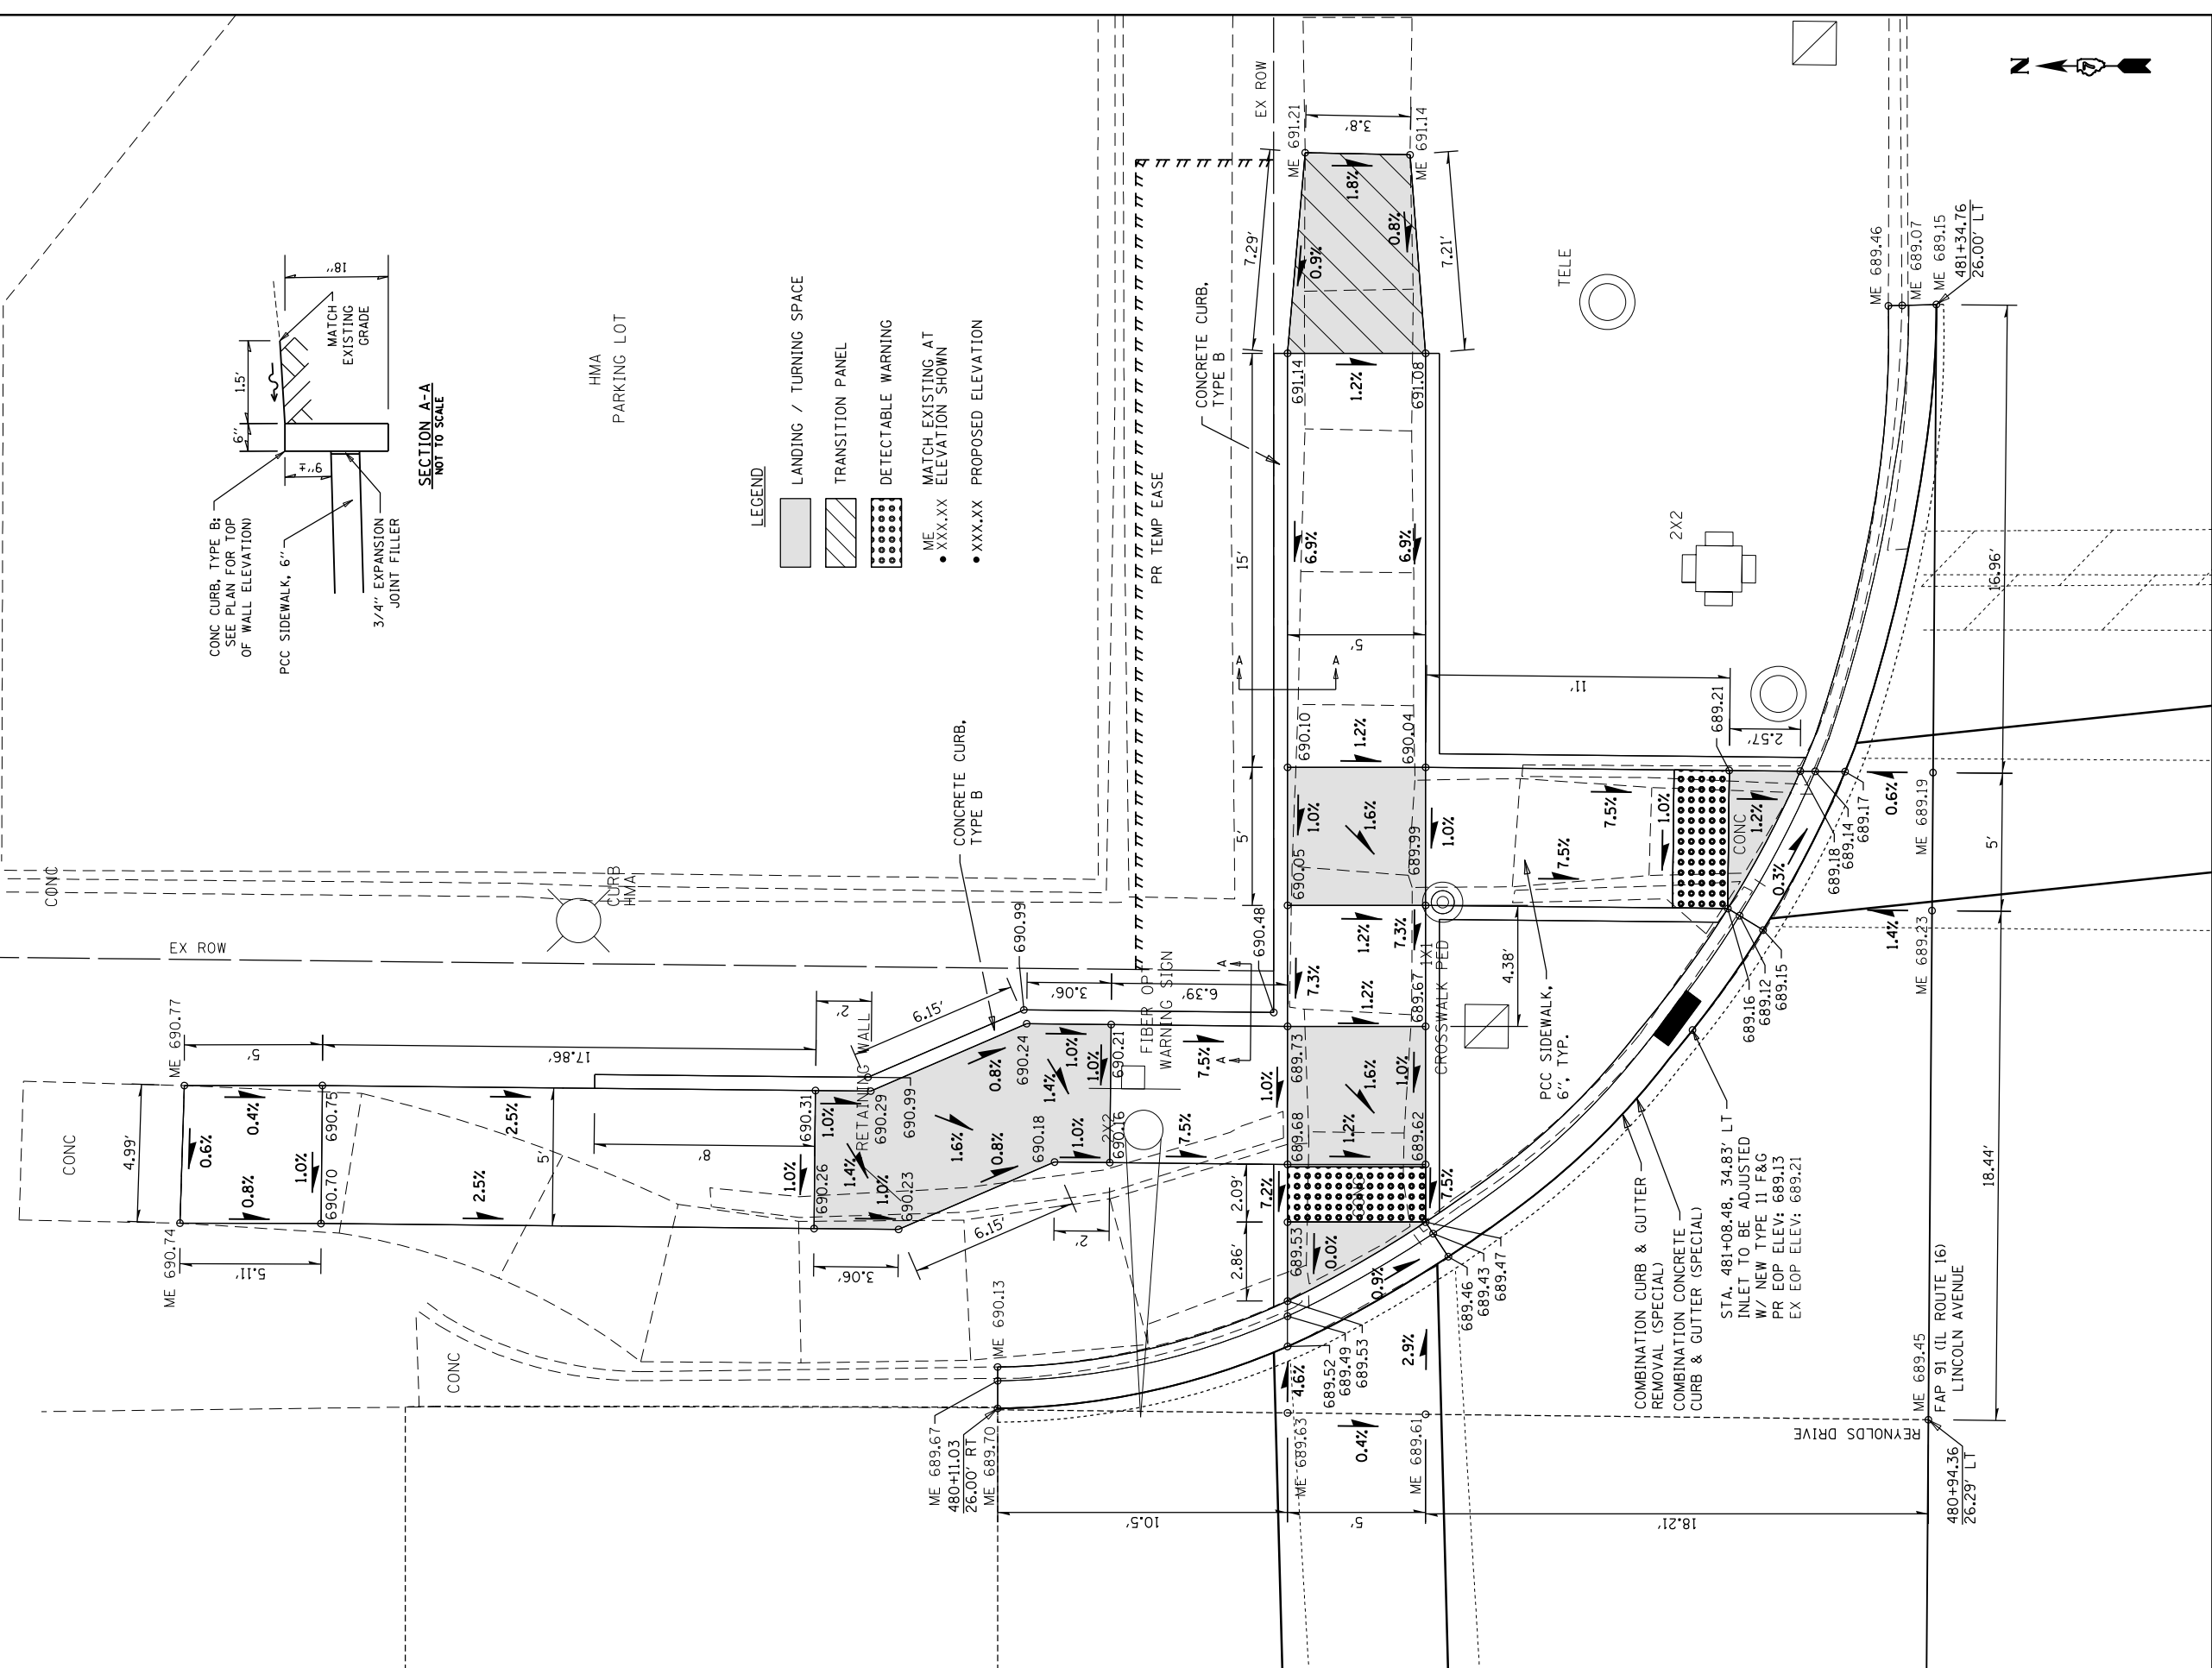 CONC CURB, TYPE B;
SEE PLAN FOR TOP
OF WALL ELEVATION)
PCC SIDEWALK, 6"
3/4" EXPANSION
JOINT FILLER
6"
1.5'
9"±
18"
MATCH
EXISTING
GRADE
SECTION A-A
NOT TO SCALE
HMA
PARKING LOT
LEGEND
LANDING / TURNING SPACE
TRANSITION PANEL
DETECTABLE WARNING
ME
XXX.XX
MATCH EXISTING AT
ELEVATION SHOWN
XXX.XX PROPOSED ELEVATION
N
CONC
CURB
HMA
EX ROW
EX ROW
PR TEMP EASE
CONCRETE CURB,
TYPE B
CONCRETE CURB,
TYPE B
7.29'
ME 691.21
3.8'
ME 691.14
7.21'
1.8%
0.9%
0.8%
691.14
691.08
1.2%
15'
6.9%
6.9%
5'
A
A
11'
TELE
2X2
690.10
690.04
1.2%
5'
1.0%
1.6%
690.05
689.99
1.0%
7.5%
7.5%
1.0%
1.2%
CONC
689.21
2.57'
689.18
689.14
689.17
0.6%
0.3%
1.4%
ME 689.46
ME 689.07
ME 689.15
481+34.76
26.00' LT
16.96'
ME 689.19
5'
ME 689.23
18.44'
ME 690.77
CONC
4.99'
0.6%
0.4%
0.8%
1.0%
5'
17.86'
690.75
690.70
ME 690.74
5.11'
2.5%
2.5%
5'
8'
2'
690.31
690.26
1.0%
1.0%
1.4%
1.0%
690.29
690.99
690.23
RETAINING WALL
3.06'
6.15'
6.15'
690.99
3.06'
6.39'
690.48
1.6%
0.8%
0.8%
690.24
690.18
1.4%
1.0%
1.0%
1.0%
690.21
690.16
2'
2X2
FIBER OP
WARNING SIGN
7.5%
7.5%
A
A
7.3%
1.2%
7.3%
1.2%
1X1
4.38'
CROSSWALK PED
PCC SIDEWALK,
6", TYP.
1.0%
689.73
689.67
1.6%
1.0%
1.2%
689.68
689.62
7.2%
7.5%
2.09'
2.86'
689.53
0.0%
CONC
0.9%
689.46
689.43
689.47
689.16
689.12
689.15
STA. 481+08.48, 34.83' LT
INLET TO BE ADJUSTED
W/ NEW TYPE 11 F&G
PR EOP ELEV: 689.13
EX EOP ELEV: 689.21
COMBINATION CURB & GUTTER
REMOVAL (SPECIAL)
COMBINATION CONCRETE
CURB & GUTTER (SPECIAL)
CONC
ME 690.13
ME 689.67
480+11.03
26.00' RT
ME 689.70
689.52
689.49
689.53
4.6%
2.9%
ME 689.63
0.4%
ME 689.61
10.5'
5'
18.21'
REYNOLDS DRIVE
ME 689.45
FAP 91 (IL ROUTE 16)
LINCOLN AVENUE
480+94.36
26.29' LT